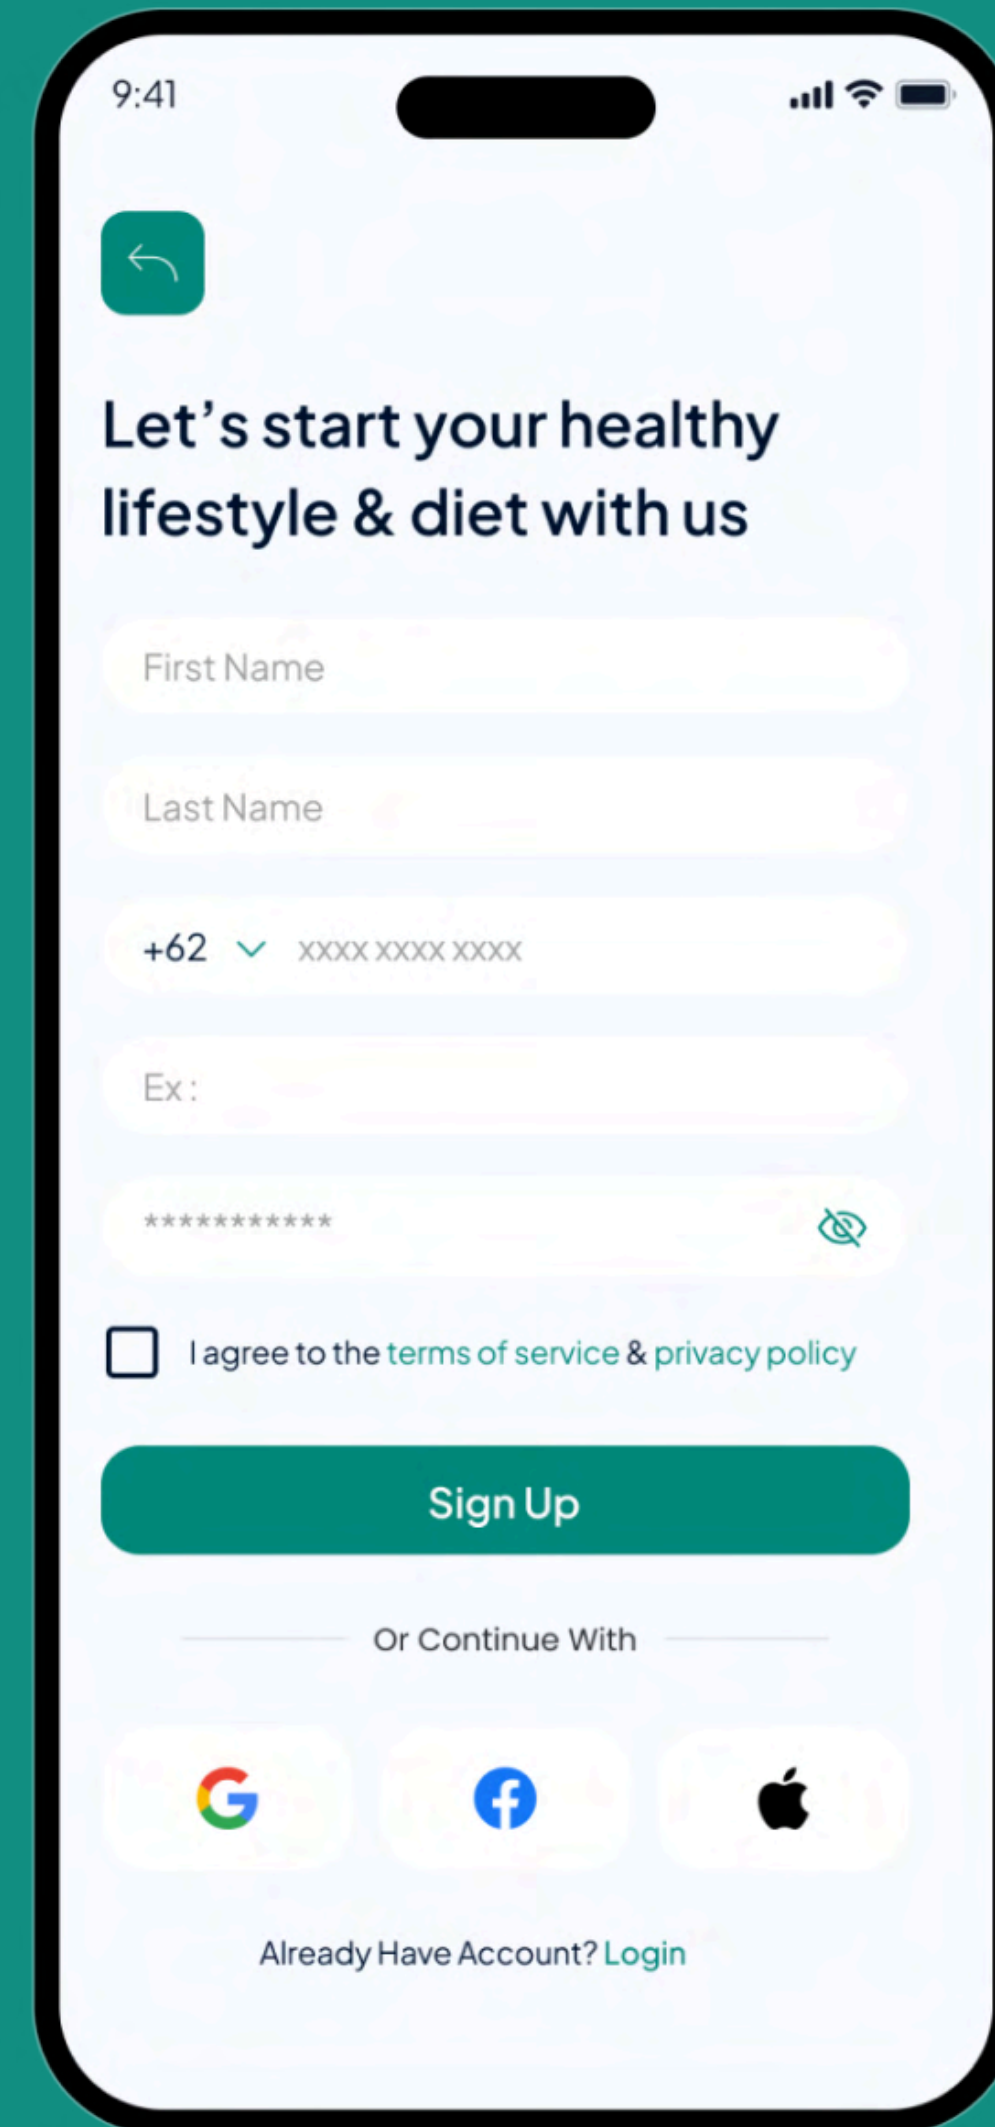 9:41
Let’s start your healthy
lifestyle & diet with us
First Name
Last Name
+62 xxxx xxxx xxxx
Ex :
***********
I agree to the terms of service & privacy policy
Sign Up
Or Continue With
Already Have Account? Login